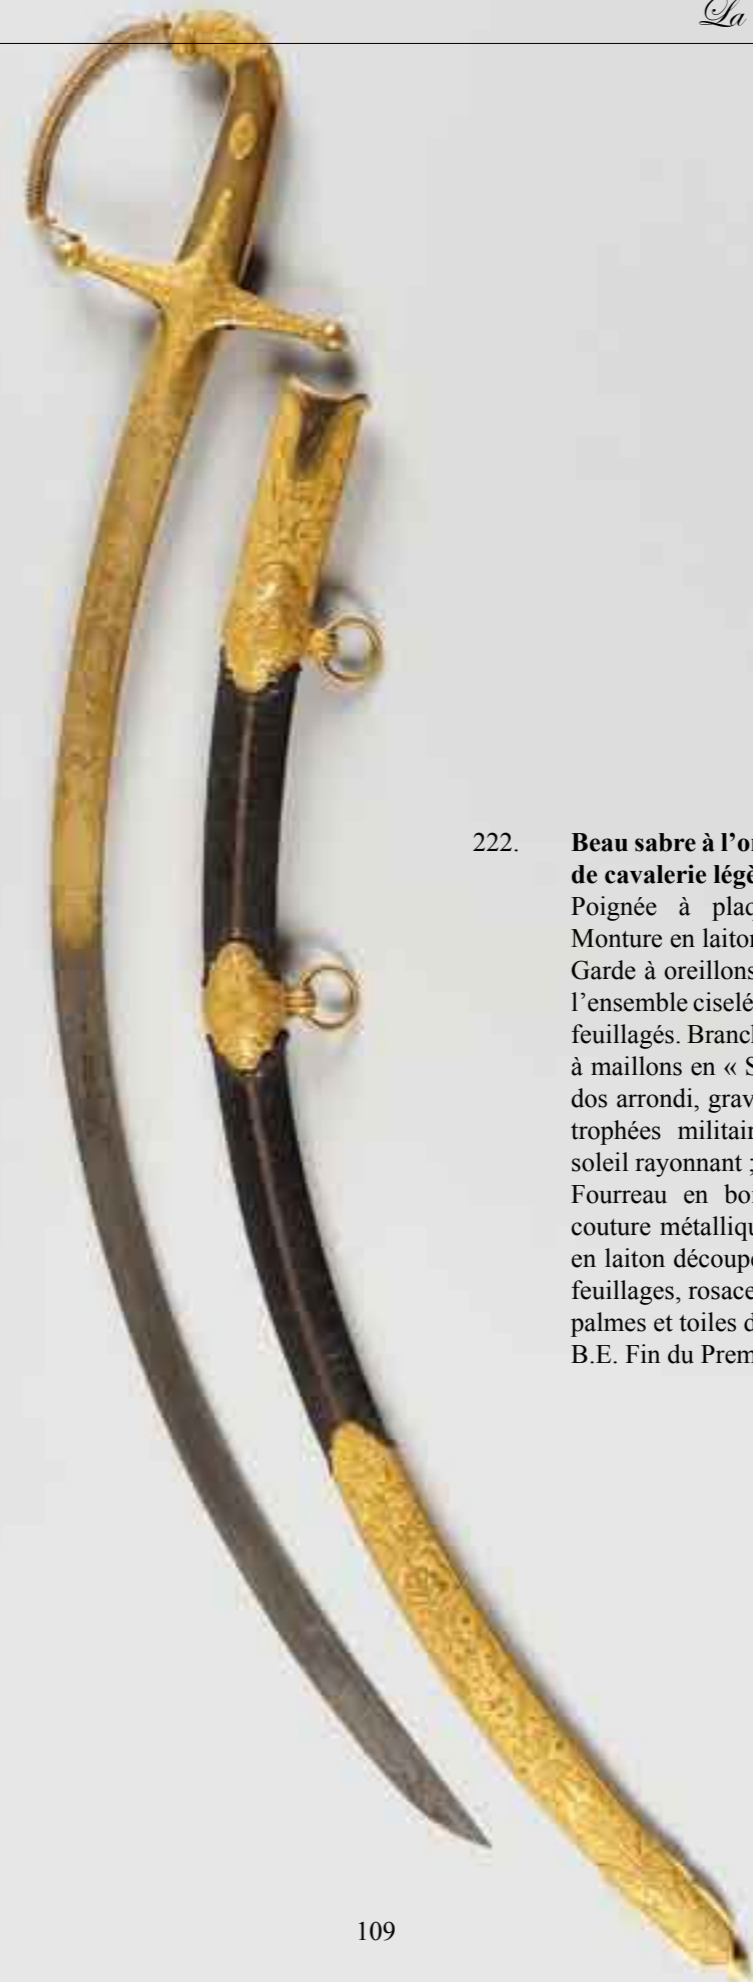 La
222. Beau sabre à l’or
de cavalerie légè
Poignée à plaq
Monture en laiton
Garde à oreillons
l’ensemble ciselé
feuillagés. Branch
à maillons en « S
dos arrondi, grav
trophées militair
soleil rayonnant ;
Fourreau en boi
couture métalliqu
en laiton découpé
feuillages, rosace
palmes et toiles d
B.E. Fin du Prem
109